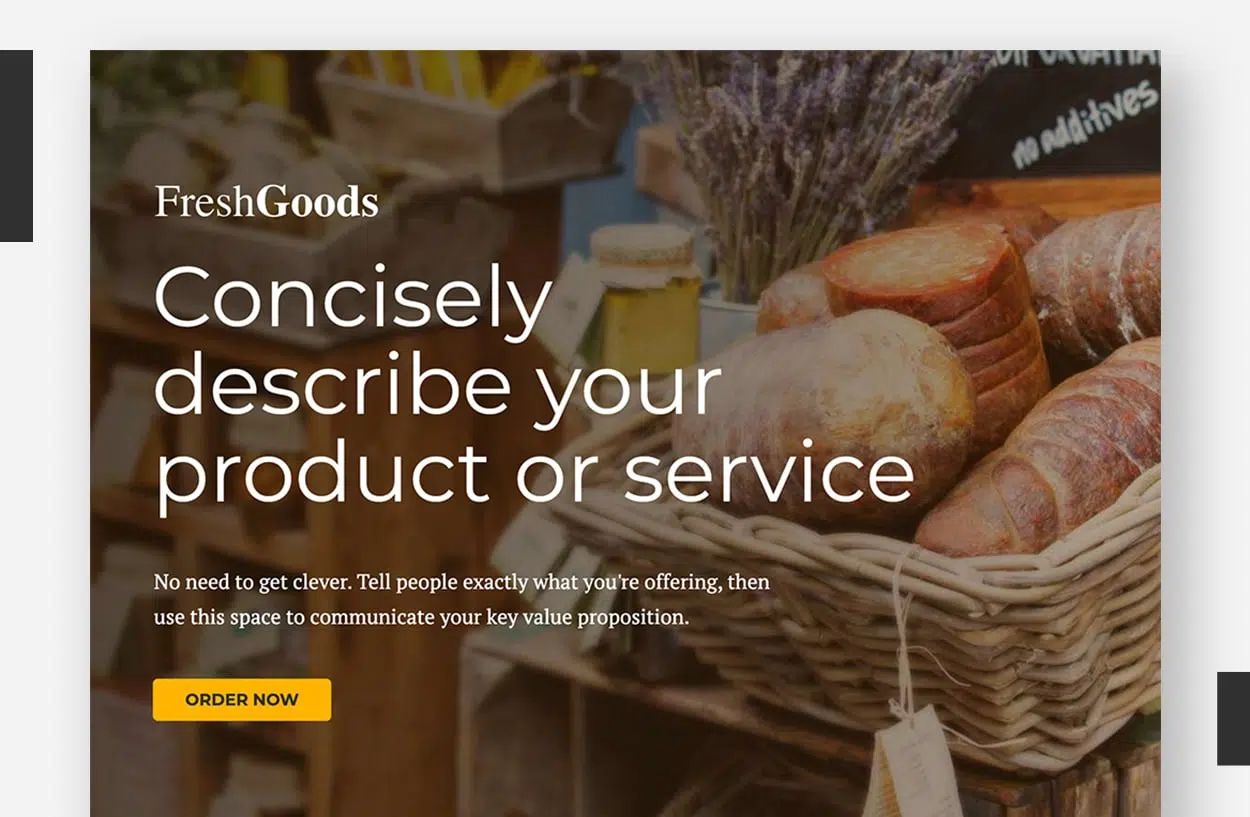 no additives
FreshGoods
Concisely
describe your
product or service
No need to get clever. Tell people exactly what you're offering, then
use this space to communicate your key value proposition.
ORDER NOW